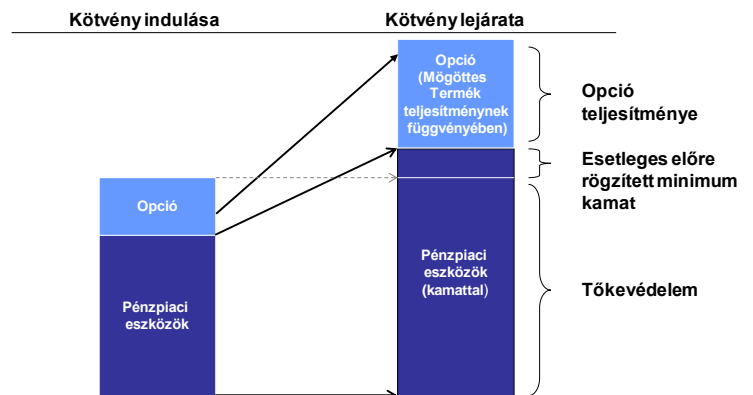 Kötvény indulása
Kötvény lejárata
Opció
(Mögöttes
Termék
teljesítménynek
függvényében)
Opció
teljesítménye
Esetleges előre
rögzített minimum
kamat
Opció
Pénzpiaci
eszközök
Pénzpiaci
eszközök
(kamattal)
Tőkevédelem